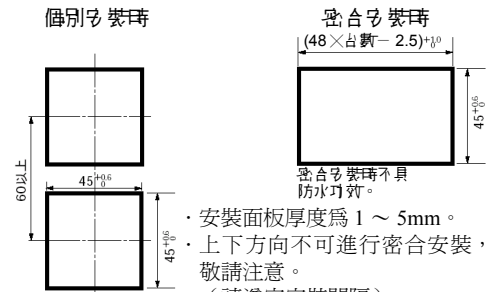 個別安裝時
密合安裝時
(48×台數－2.5)+1.0 0
60以上
45 +0.6 0
45 +0.6 0
45 +0.6 0
密合安裝時不具
防水功效。
・安裝面板厚度爲 1 ～ 5mm。
・上下方向不可進行密合安裝，
敬請注意。